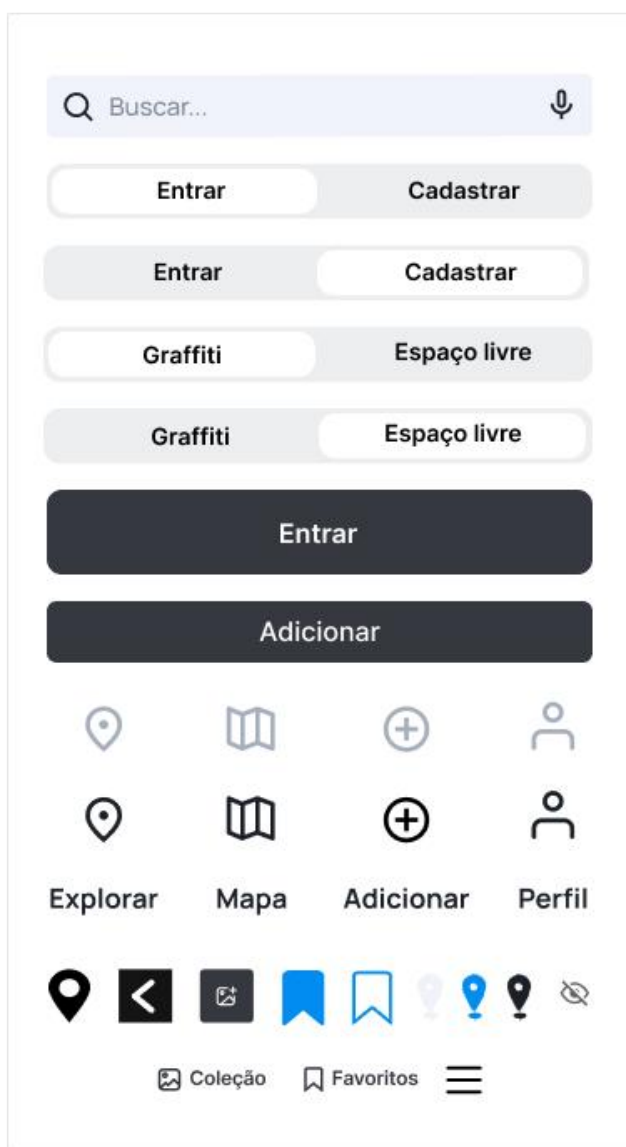 Buscar...
Entrar Cadastrar
Entrar Cadastrar
Graffiti Espaço livre
Graffiti Espaço livre
Entrar
Adicionar
Explorar Mapa Adicionar Perfil
Coleção Favoritos